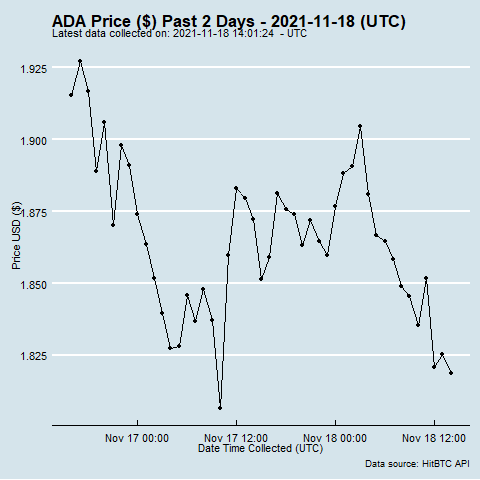 ADA Price ($) Past 2 Days - 2021-11-18 (UTC)
Latest data collected on: 2021-11-18 14:01:24  - UTC
1.925
1.900
1.875
1.850
1.825
Price USD ($)
Nov 17 00:00 Nov 17 12:00 Nov 18 00:00 Nov 18 12:00
Date Time Collected (UTC)
Data source: HitBTC API